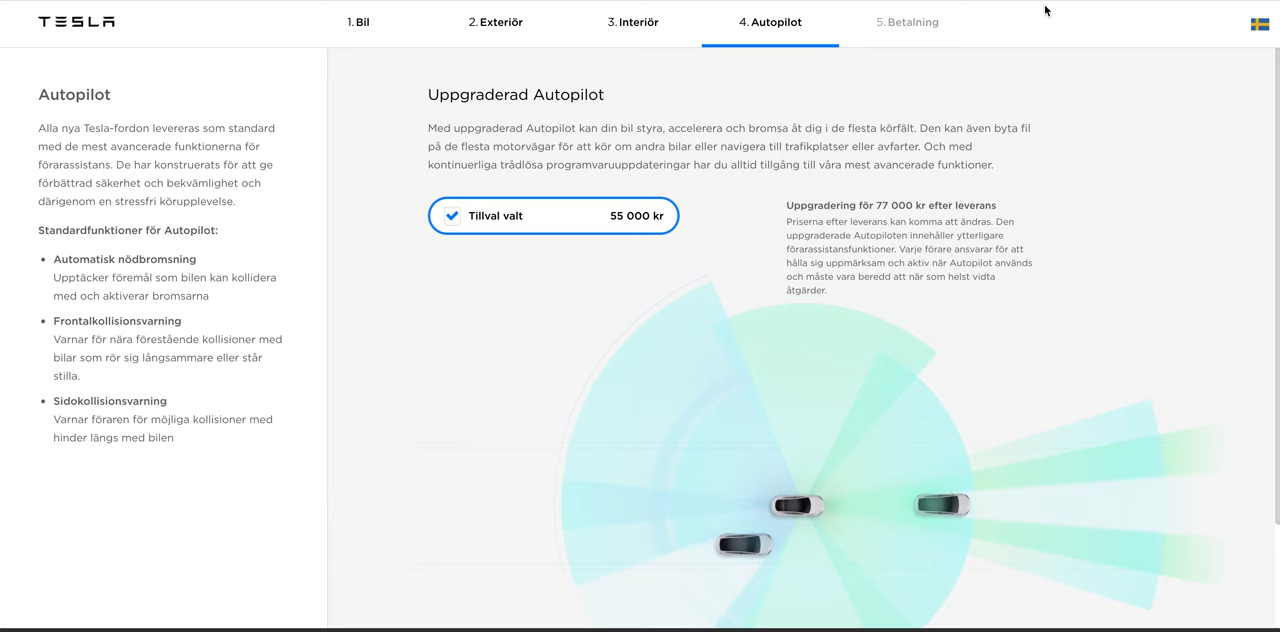 TESLA
1. Bil
2. Exteriör
3. Interiör
4. Autopilot
5. Betalning
Autopilot
Alla nya Tesla-fordon levereras som standard
med de mest avancerade funktionerna för
förarassistans. De har konstruerats för att ge
förbättrad säkerhet och bekvämlighet och
därigenom en stressfri körupplevelse.
Standardfunktioner för Autopilot:
• Automatisk nödbromsning
Upptäcker föremål som bilen kan kollidera
med och aktiverar bromsarna
• Frontalkollisionsvarning
Varnar för nära förestående kollisioner med
bilar som rör sig långsammare eller står
stilla.
• Sidokollisionsvarning
Varnar föraren för möjliga kollisioner med
hinder längs med bilen
Uppgraderad Autopilot
Med uppgraderad Autopilot kan din bil styra, accelerera och bromsa åt dig i de flesta körfält. Den kan även byta fil
på de flesta motorvägar för att kör om andra bilar eller navigera till trafikplatser eller avfarter. Och med
kontinuerliga trådlösa programvaruuppdateringar har du alltid tillgång till våra mest avancerade funktioner.
Tillval valt 55 000 kr
Uppgradering för 77 000 kr efter leverans
Priserna efter leverans kan komma att ändras. Den
uppgraderade Autopiloten innehåller ytterligare
förarassistansfunktioner. Varje förare ansvarar för att
hålla sig uppmärksam och aktiv när Autopilot används
och måste vara beredd att när som helst vidta
åtgärder.